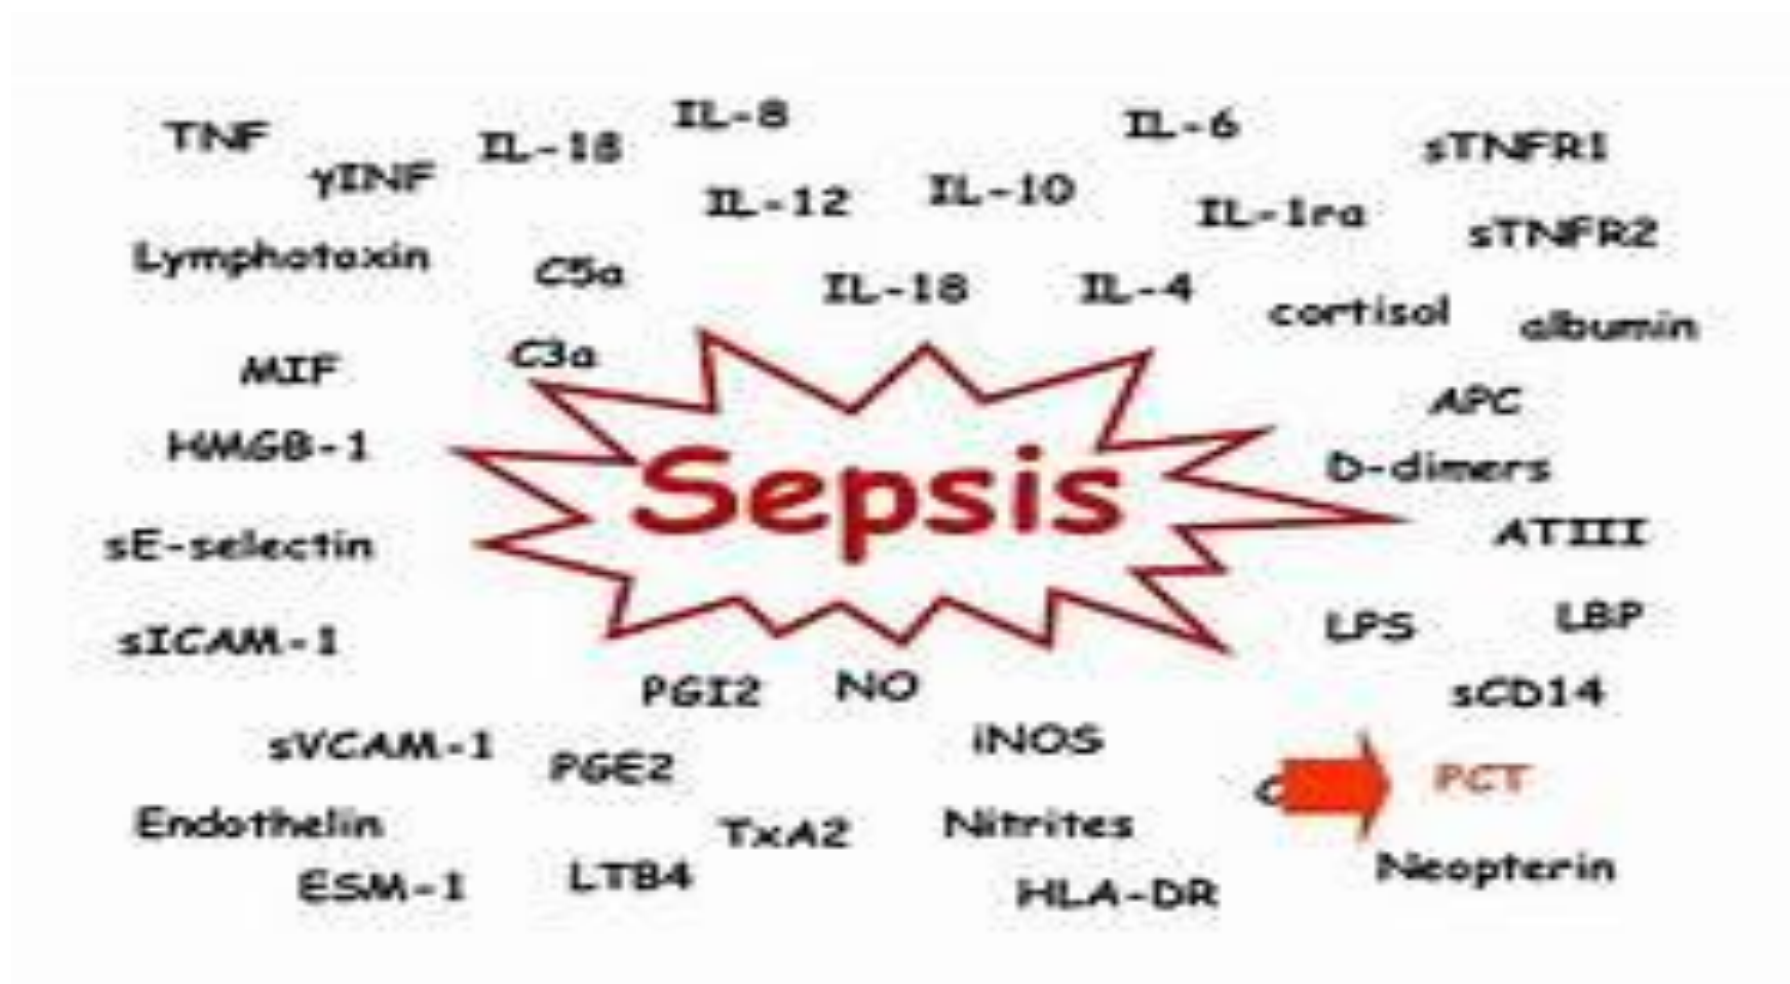 IL-8
IL-6
TNF
IL-18
sTNFR1
γINF
IL-12
IL-10
IL-1ra
sTNFR2
Lymphotoxin
C5a
IL-18
IL-4
cortisol
albumin
C3a
MIF
APC
HMGB-1
D-dimers
Sepsis
ATIII
sE-selectin
LPS
LBP
sICAM-1
PGI2
NO
sCD14
sVCAM-1
iNOS
PGE2
PCT
Endothelin
TxA2
Nitrites
Neopterin
ESM-1
LTB4
HLA-DR